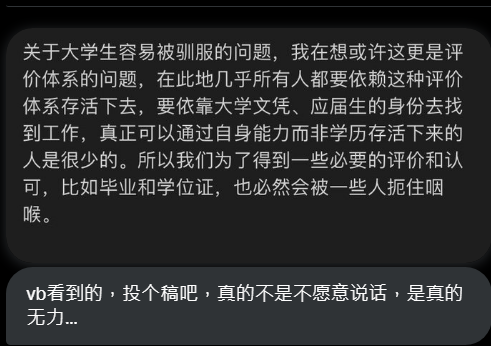 关于大学生容易被驯服的问题，我在想或许这更是评
价体系的问题，在此地几乎所有人都要依赖这种评价
体系存活下去，要依靠大学文凭、应届生的身份去找
到工作，真正可以通过自身能力而非学历存活下来的
人是很少的。所以我们为了得到一些必要的评价和认
可，比如毕业和学位证，也必然会被一些人扼住咽
喉。
vb看到的，投个稿吧，真的不是不愿意说话，是真的
无力...